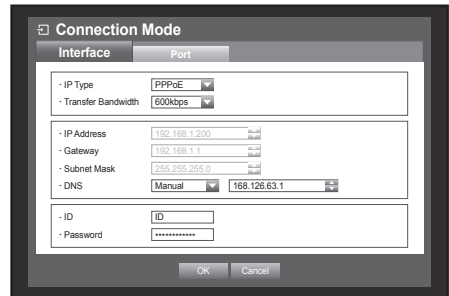 Connection Mode
Interface Port
· IP Type PPPoE
· Transfer Bandwidth 600kbps
· IP Address 192.168.1.200
· Gateway 192.168.1.1
· Subnet Mask 255.255.255.0
· DNS Manual 168.126.63.1
· ID ID
· Password ************
OK Cancel